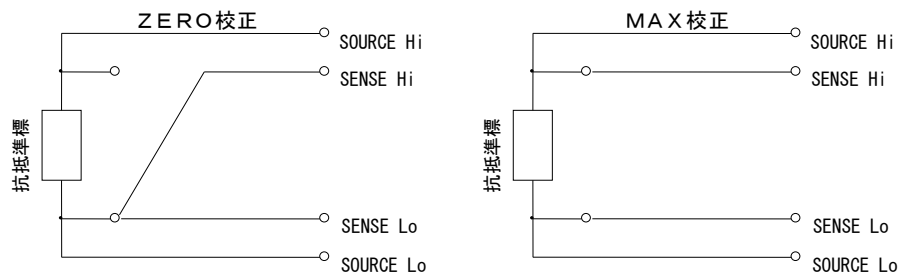 ZERO校正
SOURCE Hi
SENSE Hi
標準抵抗
SENSE Lo
SOURCE Lo
MAX校正
SOURCE Hi
SENSE Hi
標準抵抗
SENSE Lo
SOURCE Lo